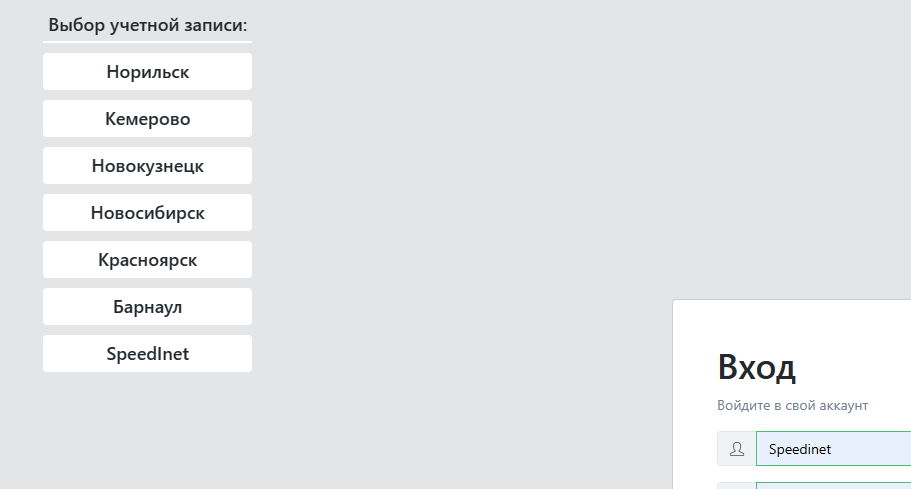 Выбор учетной записи:
Норильск
Кемерово
Новокузнецк
Новосибирск
Красноярск
Барнаул
SpeedInet
Вход
Войдите в свой аккаунт
Speedinet